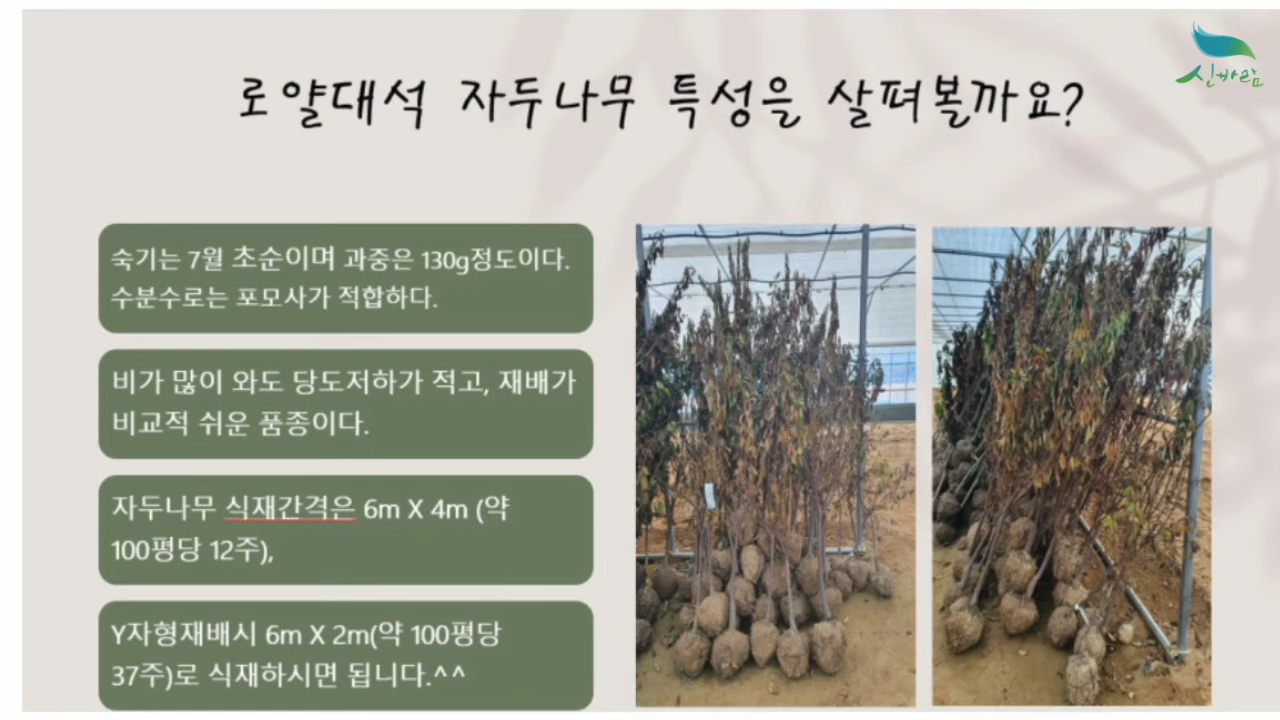 신바람
로얄대석 자두나무 특성을 살펴볼까요?
숙기는 7월 초순이며 과중은 130g정도이다.
수분수로는 포모사가 적합하다.
비가 많이 와도 당도저하가 적고, 재배가
비교적 쉬운 품종이다.
자두나무 식재간격은 6m X 4m (약
100평당 12주),
Y자형재배시 6m X 2m(약 100평당
37주)로 식재하시면 됩니다.^^